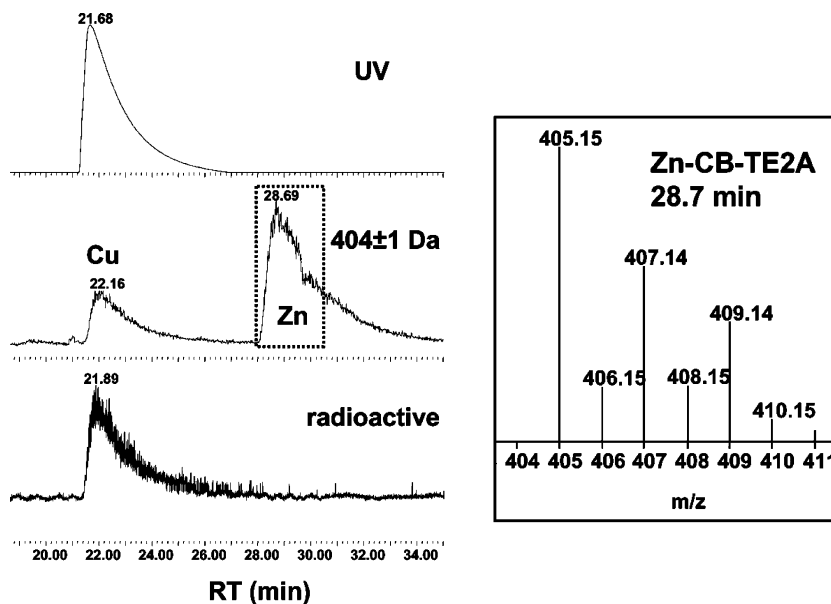 21.68
UV
28.69
404±1 Da
Cu
22.16
Zn
21.89
radioactive
20.00 22.00 24.00 26.00 28.00 30.00 32.00 34.00
RT (min)
405.15
Zn-CB-TE2A
28.7 min
407.14
409.14
406.15
408.15
410.15
404 405 406 407 408 409 410 411
m/z